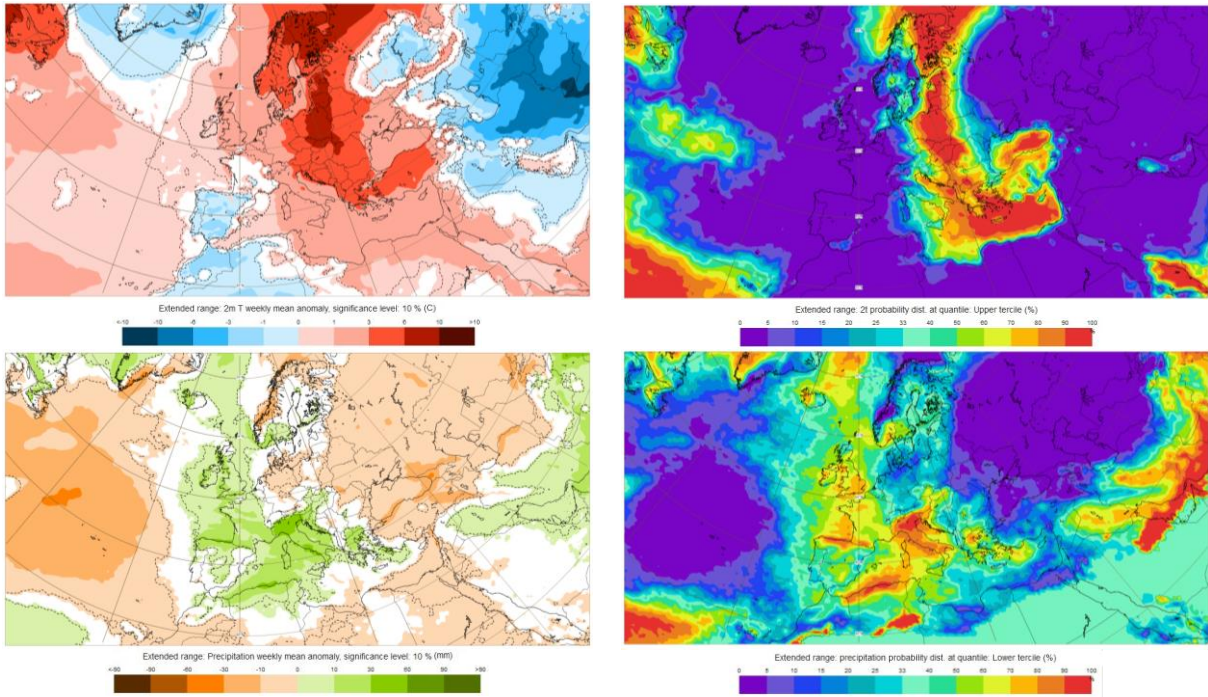 Extended range: 2m T weekly mean anomaly, significance level: 10 % (C)
<-10 -10 -6 -3 -1 0 1 3 6 10 >10
Extended range: 2t probability dist. at quantile: Upper tercile (%)
0 5 10 15 20 33 40 50 60 70 80 90 100
%
Extended range: Precipitation weekly mean anomaly, significance level: 10 % (mm)
<-90 -90 -60 -30 -10 0 10 30 60 90 >90
Extended range: precipitation probability dist. at quantile: Lower tercile (%)
0 5 10 15 20 33 40 50 60 70 80 90 100
%